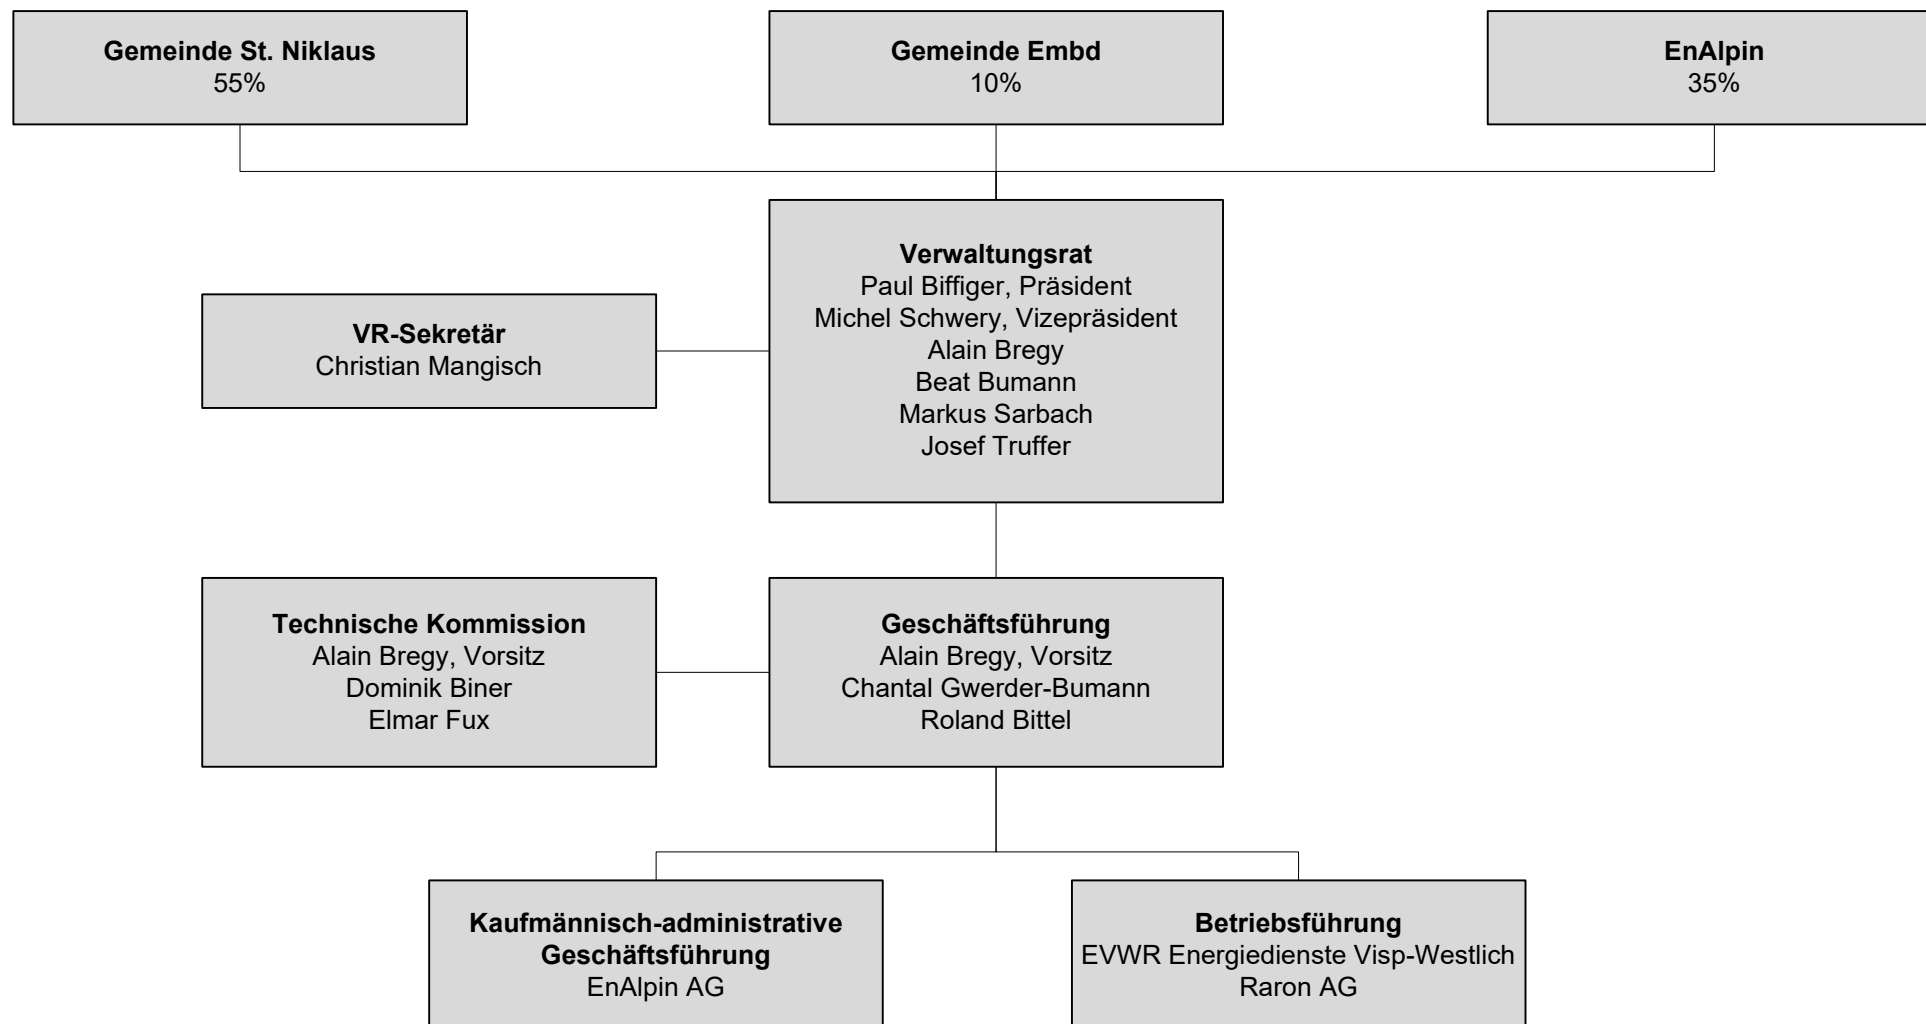 Gemeinde St. Niklaus
55%
Gemeinde Embd
10%
EnAlpin
35%
Verwaltungsrat
Paul Biffiger, Präsident
Michel Schwery, Vizepräsident
Alain Bregy
Beat Bumann
Markus Sarbach
Josef Truffer
VR-Sekretär
Christian Mangisch
Technische Kommission
Alain Bregy, Vorsitz
Dominik Biner
Elmar Fux
Geschäftsführung
Alain Bregy, Vorsitz
Chantal Gwerder-Bumann
Roland Bittel
Kaufmännisch-administrative
Geschäftsführung
EnAlpin AG
Betriebsführung
EVWR Energiedienste Visp-Westlich
Raron AG